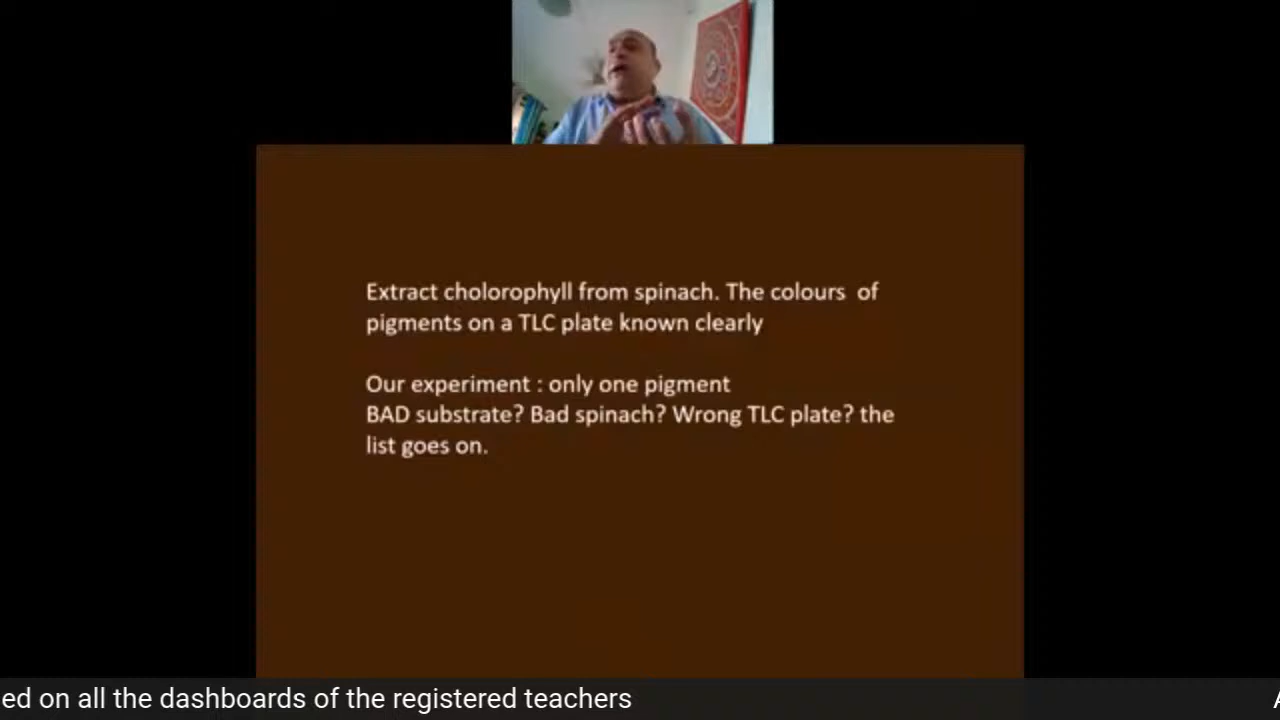 Extract cholorophyll from spinach. The colours of
pigments on a TLC plate known clearly
Our experiment : only one pigment
BAD substrate? Bad spinach? Wrong TLC plate? the
list goes on.
ed on all the dashboards of the registered teachers